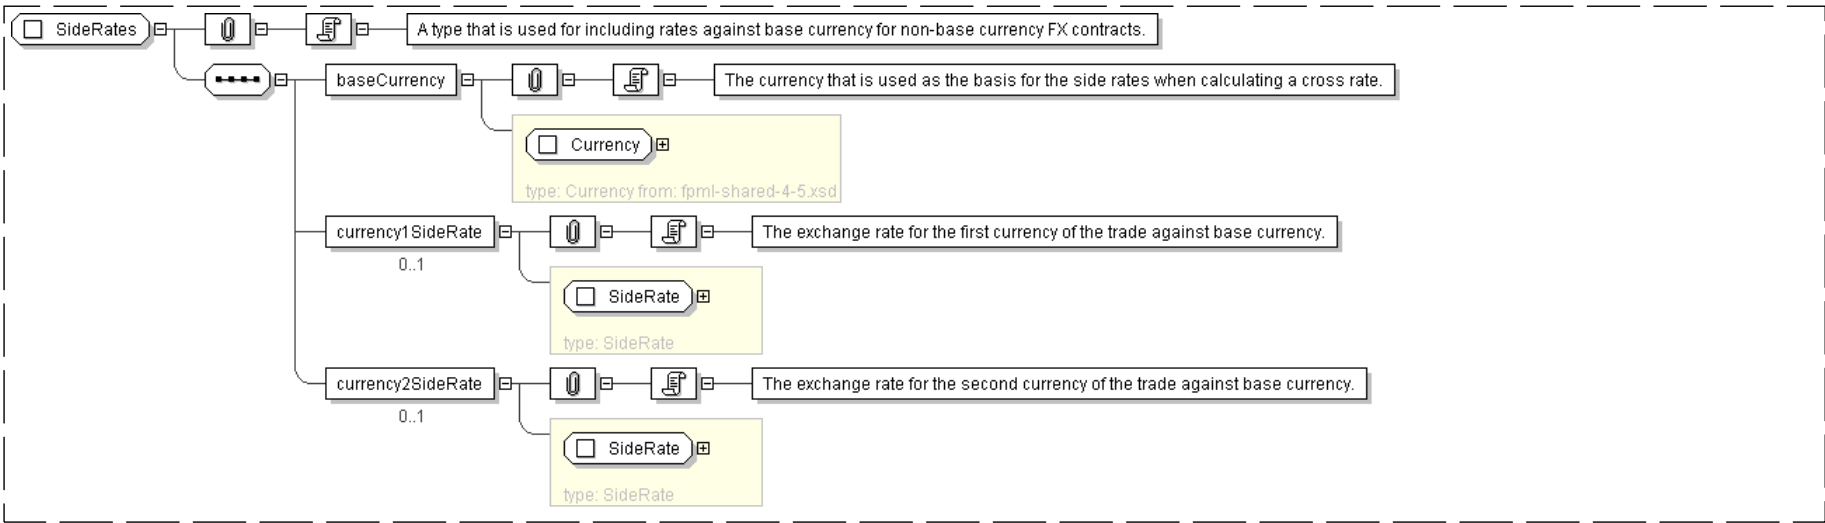 SideRates
A type that is used for including rates against base currency for non-base currency FX contracts.
baseCurrency
The currency that is used as the basis for the side rates when calculating a cross rate.
Currency
type: Currency from: fpml-shared-4-5.xsd
currency1SideRate
The exchange rate for the first currency of the trade against base currency.
0..1
SideRate
type: SideRate
currency2SideRate
The exchange rate for the second currency of the trade against base currency.
0..1
SideRate
type: SideRate